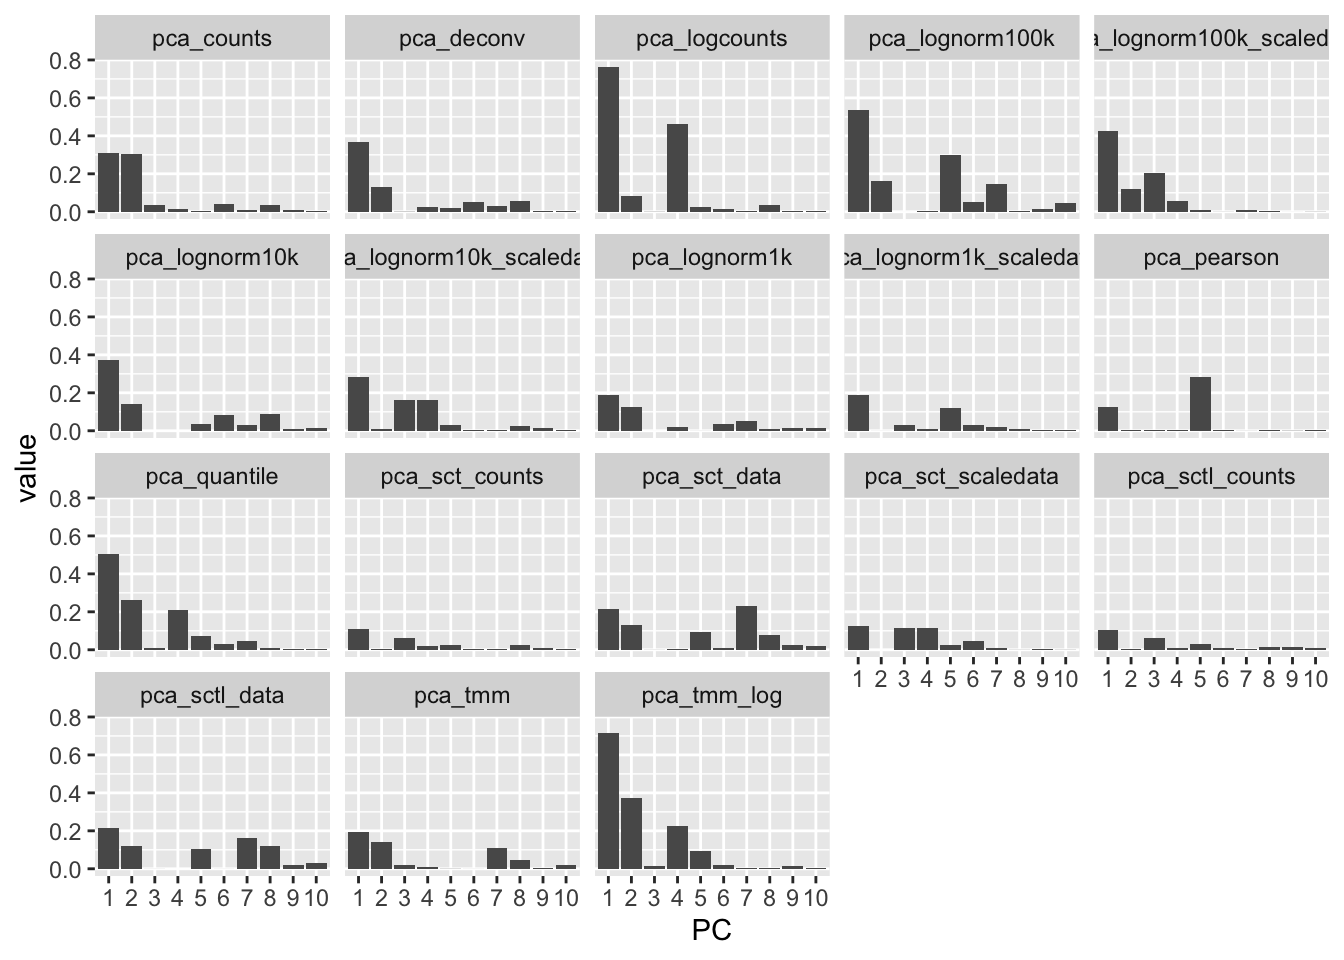 pca_counts pca_deconv pca_logcounts pca_lognorm100k a_lognorm100k_scaled
0.8
0.6
0.4
0.2
0.0
pca_lognorm10k a_lognorm10k_scaleda pca_lognorm1k ca_lognorm1k_scaledat pca_pearson
0.8
0.6
0.4
0.2
0.0
value
pca_quantile pca_sct_counts pca_sct_data pca_sct_scaledata pca_sctl_counts
0.8
0.6
0.4
0.2
0.0
1 2 3 4 5 6 7 8 9 10 1 2 3 4 5 6 7 8 9 10
pca_sctl_data pca_tmm pca_tmm_log
0.8
0.6
0.4
0.2
0.0
1 2 3 4 5 6 7 8 9 10 1 2 3 4 5 6 7 8 9 10 1 2 3 4 5 6 7 8 9 10
PC